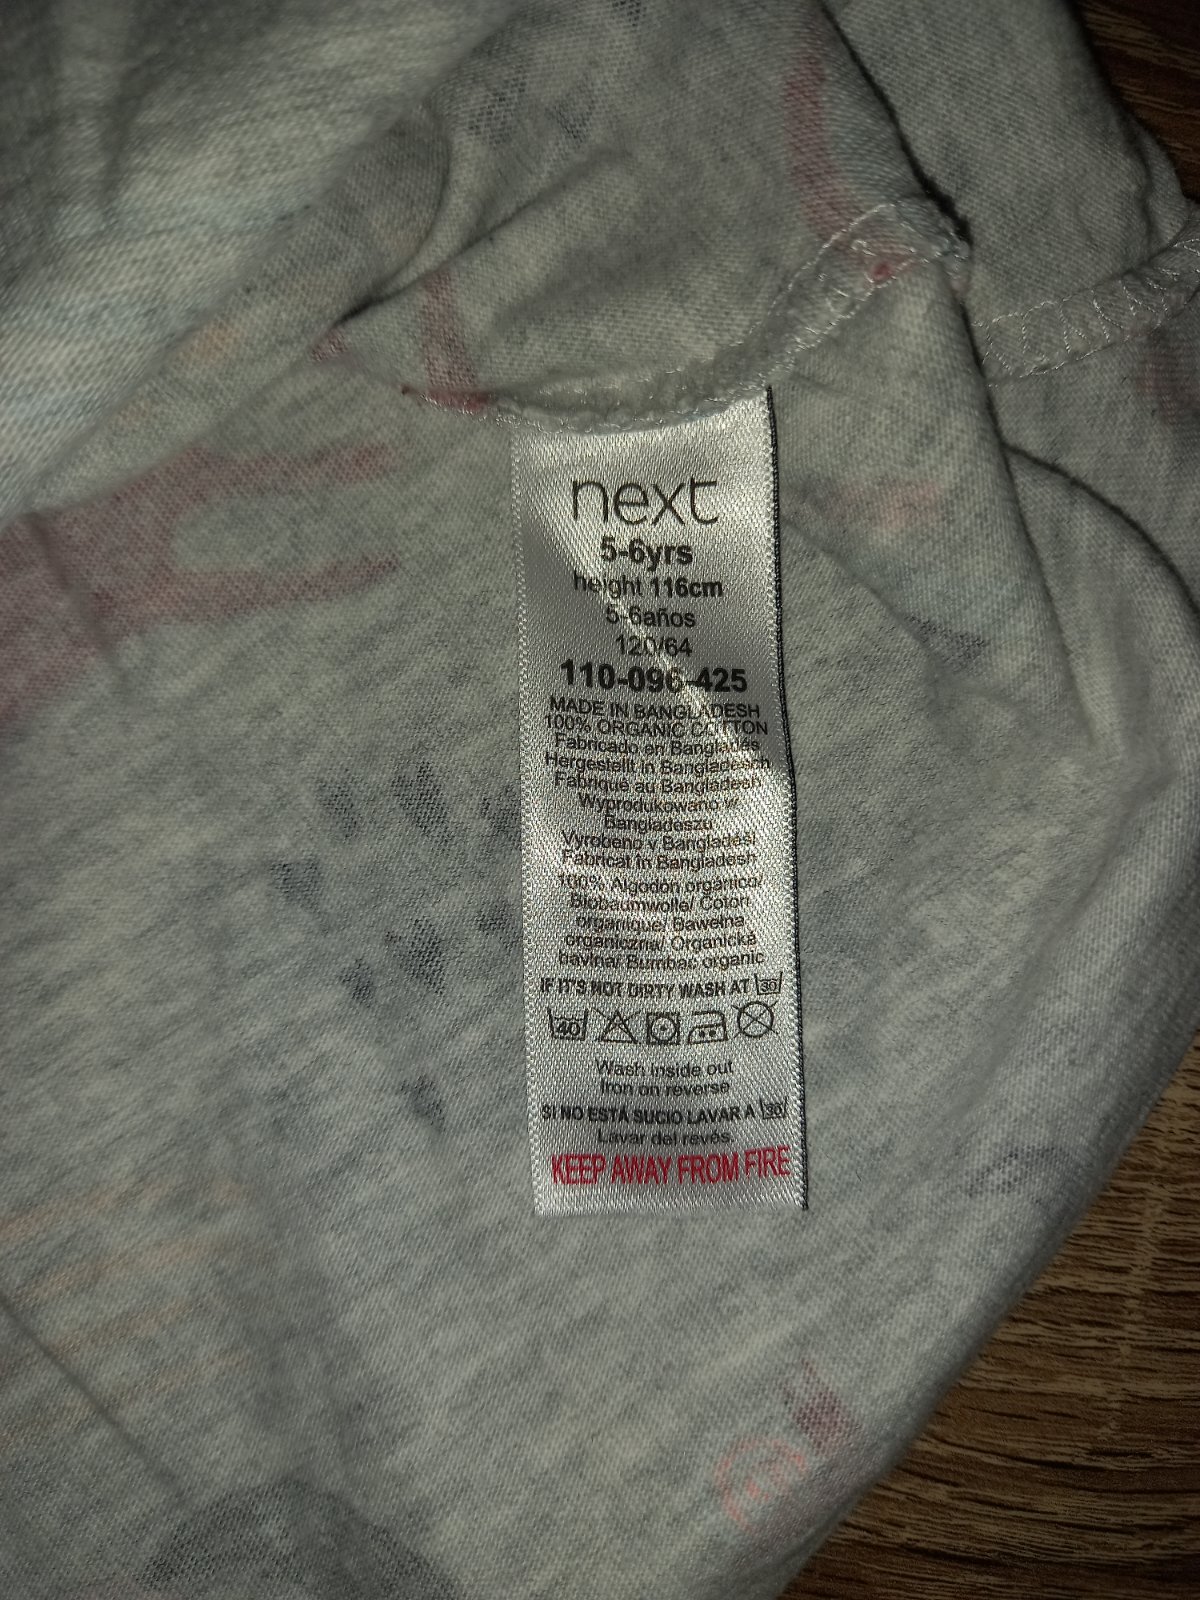 next
5-6yrs
height 116cm
5-6años
120/64
110-096-425
MADE IN BANGLADESH
100% ORGANIC COTTON
Fabricado en Bangladés
Hergestellt in Bangladesch
Fabriqué au Bangladesh
Wyprodukowano w
Bangladeszu
Vyrobeno v Bangladési
Fabricat în Bangladesh
100% Algodón orgánico/
Biobaumwolle/ Coton
organique/ Bawełna
organiczna/ Organická
bavlna/ Bumbac organic
IF IT'S NOT DIRTY WASH AT 30
40
Wash inside out
Iron on reverse
SI NO ESTÁ SUCIO LAVAR A 30
Lavar del revés.
KEEP AWAY FROM FIRE